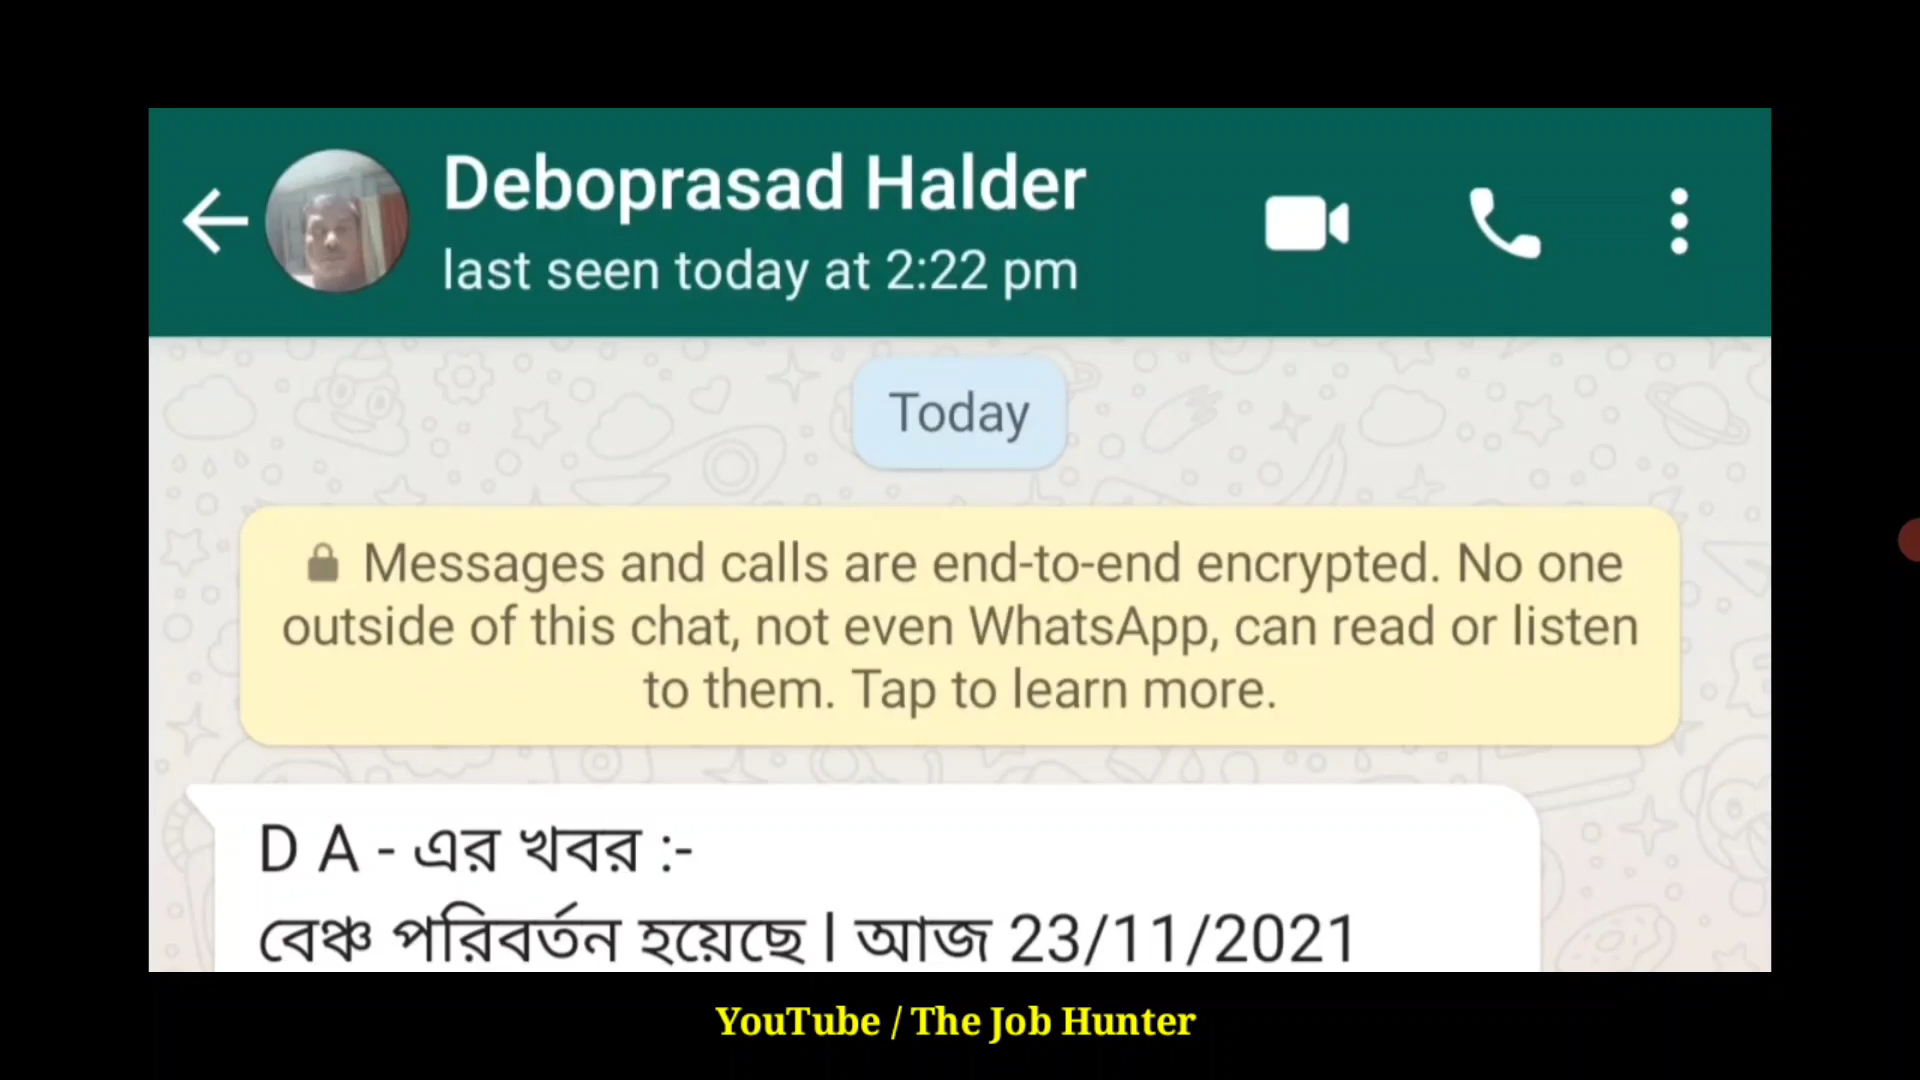 Deboprasad Halder
last seen today at 2:22 pm
Today
Messages and calls are end-to-end encrypted. No one
outside of this chat, not even WhatsApp, can read or listen
to them. Tap to learn more.
D A - এর খবর :-
বেঞ্চ পরিবর্তন হয়েছে l আজ 23/11/2021
YouTube / The Job Hunter